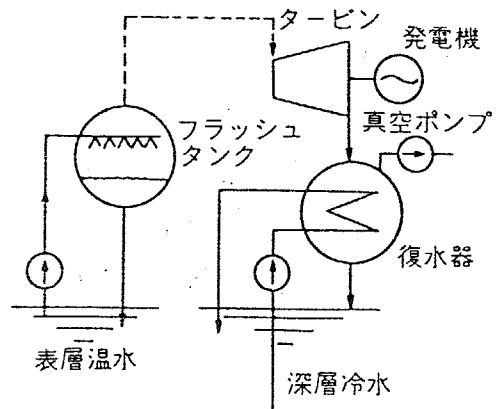 タービン
発電機
フラッシュ
タンク
真空ポンプ
復水器
表層温水
深層冷水